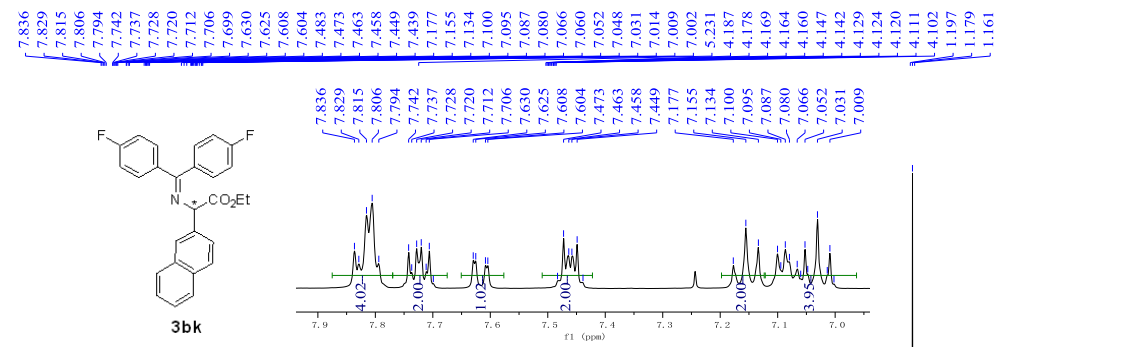 7.836 7.829 7.815 7.806 7.794 7.742 7.737 7.728 7.720 7.712 7.706 7.699 7.630 7.625 7.608 7.604 7.483 7.473 7.463 7.458 7.449 7.439 7.177 7.155 7.134 7.100 7.095 7.087 7.080 7.066 7.060 7.052 7.048 7.031 7.014 7.009 7.002 5.231 4.187 4.178 4.169 4.164 4.160 4.147 4.142 4.129 4.124 4.120 4.111 4.102 1.197 1.179 1.161
7.836 7.829 7.815 7.806 7.794 7.742 7.737 7.728 7.720 7.712 7.706 7.630 7.625 7.608 7.604 7.473 7.463 7.458 7.449 7.177 7.155 7.134 7.100 7.095 7.087 7.080 7.066 7.052 7.031 7.009
F
F
N
*
CO2Et
3bk
4.02 2.00 1.02 2.00 2.00 3.95
7.9 7.8 7.7 7.6 7.5 7.4 7.3 7.2 7.1 7.0
f1 (ppm)